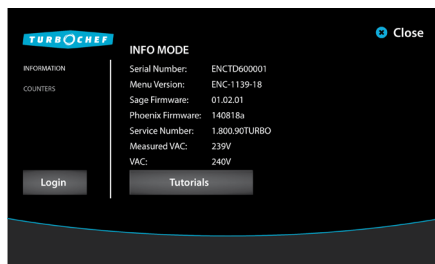 TURBOCHEF
Close
INFO MODE
INFORMATION
COUNTERS
Serial Number: ENCTD600001
Menu Version: ENC-1139-18
Sage Firmware: 01.02.01
Phoenix Firmware: 140818a
Service Number: 1.800.90TURBO
Measured VAC: 239V
VAC: 240V
Login
Tutorials